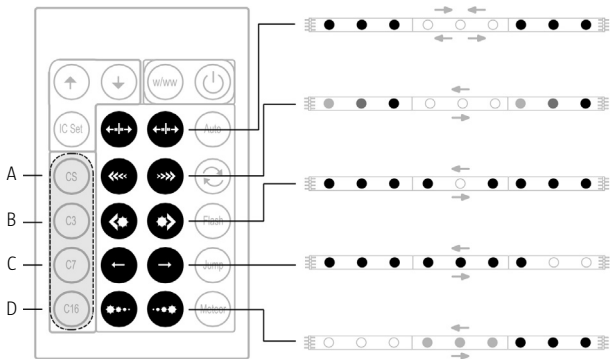 W/WW
IC Set
Auto
A
CS
B
C3
Flash
C
C7
Jump
D
C16
Meteor